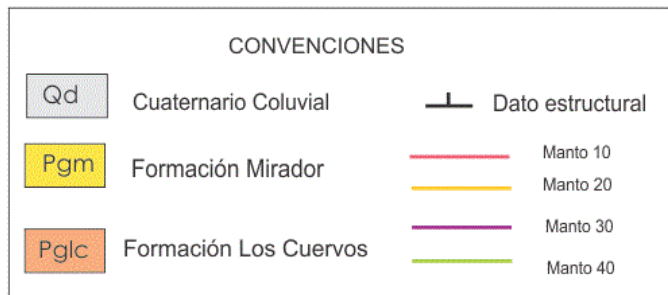 CONVENCIONES
Qd Cuaternario Coluvial
Dato estructural
Pgm Formación Mirador
Manto 10
Manto 20
Pglc Formación Los Cuervos
Manto 30
Manto 40